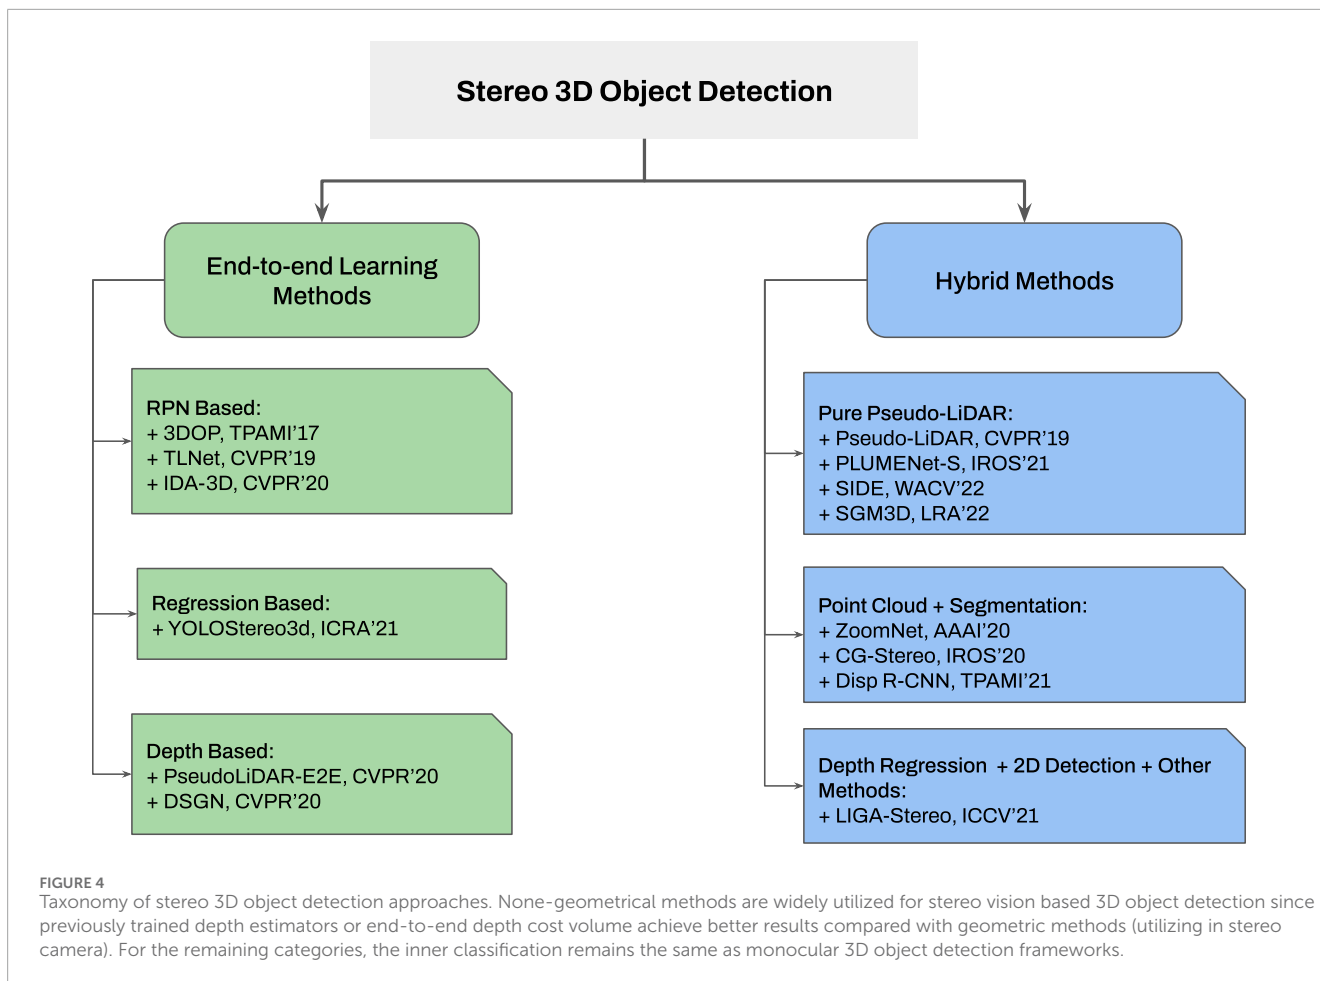 Stereo 3D Object Detection
End-to-end Learning
Methods
RPN Based:
+ 3DOP, TPAMI’17
+ TLNet, CVPR’19
+ IDA-3D, CVPR’20
Regression Based:
+ YOLOStereo3d, ICRA’21
Depth Based:
+ PseudoLiDAR-E2E, CVPR’20
+ DSGN, CVPR’20
Hybrid Methods
Pure Pseudo-LiDAR:
+ Pseudo-LiDAR, CVPR’19
+ PLUMENet-S, IROS’21
+ SIDE, WACV’22
+ SGM3D, LRA’22
Point Cloud + Segmentation:
+ ZoomNet, AAAI’20
+ CG-Stereo, IROS’20
+ Disp R-CNN, TPAMI’21
Depth Regression + 2D Detection + Other
Methods:
+ LIGA-Stereo, ICCV’21
FIGURE 4
Taxonomy of stereo 3D object detection approaches. None-geometrical methods are widely utilized for stereo vision based 3D object detection since
previously trained depth estimators or end-to-end depth cost volume achieve better results compared with geometric methods (utilizing in stereo
camera). For the remaining categories, the inner classification remains the same as monocular 3D object detection frameworks.